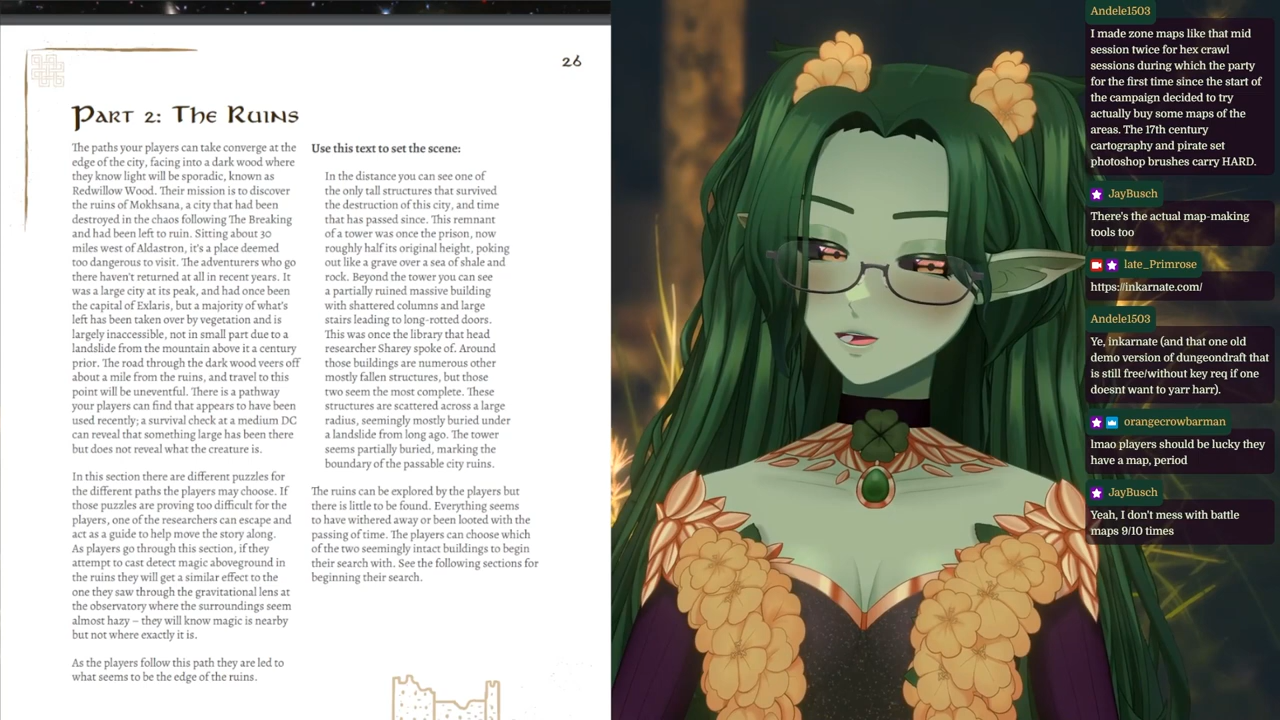 26
Part 2: The Ruins
The paths your players can take converge at the
edge of the city, facing into a dark wood where
they know light will be sporadic, known as
Redwillow Wood. Their mission is to discover
the ruins of Mokhsana, a city that had been
destroyed in the chaos following The Breaking
and had been left to ruin. Sitting about 30
miles west of Aldastron, it's a place deemed
too dangerous to visit. The adventurers who go
there haven't returned at all in recent years. It
was a large city at its peak, and had once been
the capital of Exlaris, but a majority of what's
left has been taken over by vegetation and is
largely inaccessible, not in small part due to a
landslide from the mountain above it a century
prior. The road through the dark wood veers off
about a mile from the ruins, and travel to this
point will be uneventful. There is a pathway
your players can find that appears to have been
used recently; a survival check at a medium DC
can reveal that something large has been there
but does not reveal what the creature is.
In this section there are different puzzles for
the different paths the players may choose. If
those puzzles are proving too difficult for the
players, one of the researchers can escape and
act as a guide to help move the story along.
As players go through this section, if they
attempt to cast detect magic aboveground in
the ruins they will get a similar effect to the
one they saw through the gravitational lens at
the observatory where the surroundings seem
almost hazy – they will know magic is nearby
but not where exactly it is.
As the players follow this path they are led to
what seems to be the edge of the ruins.
Use this text to set the scene:
In the distance you can see one of
the only tall structures that survived
the destruction of this city, and time
that has passed since. This remnant
of a tower was once the prison, now
roughly half its original height, poking
out like a grave over a sea of shale and
rock. Beyond the tower you can see
a partially ruined massive building
with shattered columns and large
stairs leading to long-rotted doors.
This was once the library that head
researcher Sharey spoke of. Around
those buildings are numerous other
mostly fallen structures, but those
two seem the most complete. These
structures are scattered across a large
radius, seemingly mostly buried under
a landslide from long ago. The tower
seems partially buried, marking the
boundary of the passable city ruins.
The ruins can be explored by the players but
there is little to be found. Everything seems
to have withered away or been looted with the
passing of time. The players can choose which
of the two seemingly intact buildings to begin
their search with. See the following sections for
beginning their search.
Andele1503
I made zone maps like that mid
session twice for hex crawl
sessions during which the party
for the first time since the start of
the campaign decided to try
actually buy some maps of the
areas. The 17th century
cartography and pirate set
photoshop brushes carry HARD.
JayBusch
There's the actual map-making
tools too
late_Primrose
https://inkarnate.com/
Andele1503
Ye, inkarnate (and that one old
demo version of dungeondraft that
is still free/without key req if one
doesnt want to yarr harr).
orangecrowbarman
lmao players should be lucky they
have a map, period
JayBusch
Yeah, I don't mess with battle
maps 9/10 times